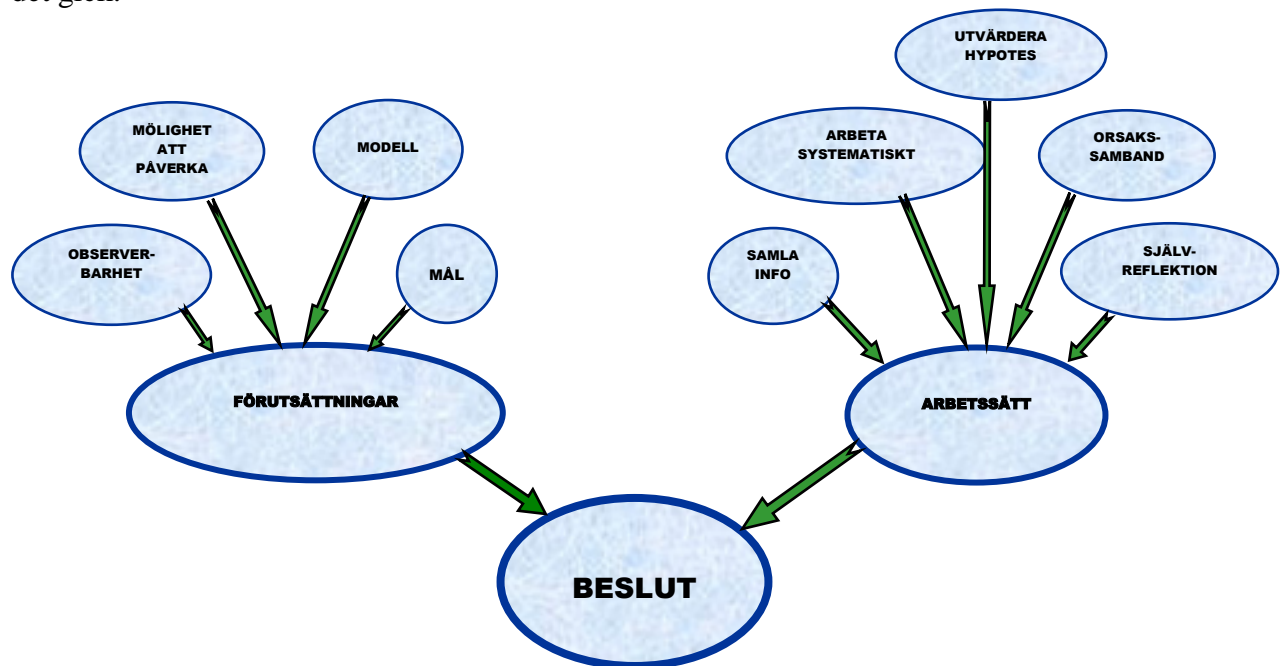 UTVÄRDERA
HYPOTES
MÖLIGHET
ATT
PÅVERKA
MODELL
ARBETA
SYSTEMATISKT
ORSAKS-
SAMBAND
OBSERVER-
BARHET
MÅL
SAMLA
INFO
SJÄLV-
REFLEKTION
FÖRUTSÄTTNINGAR
ARBETSSÄTT
BESLUT